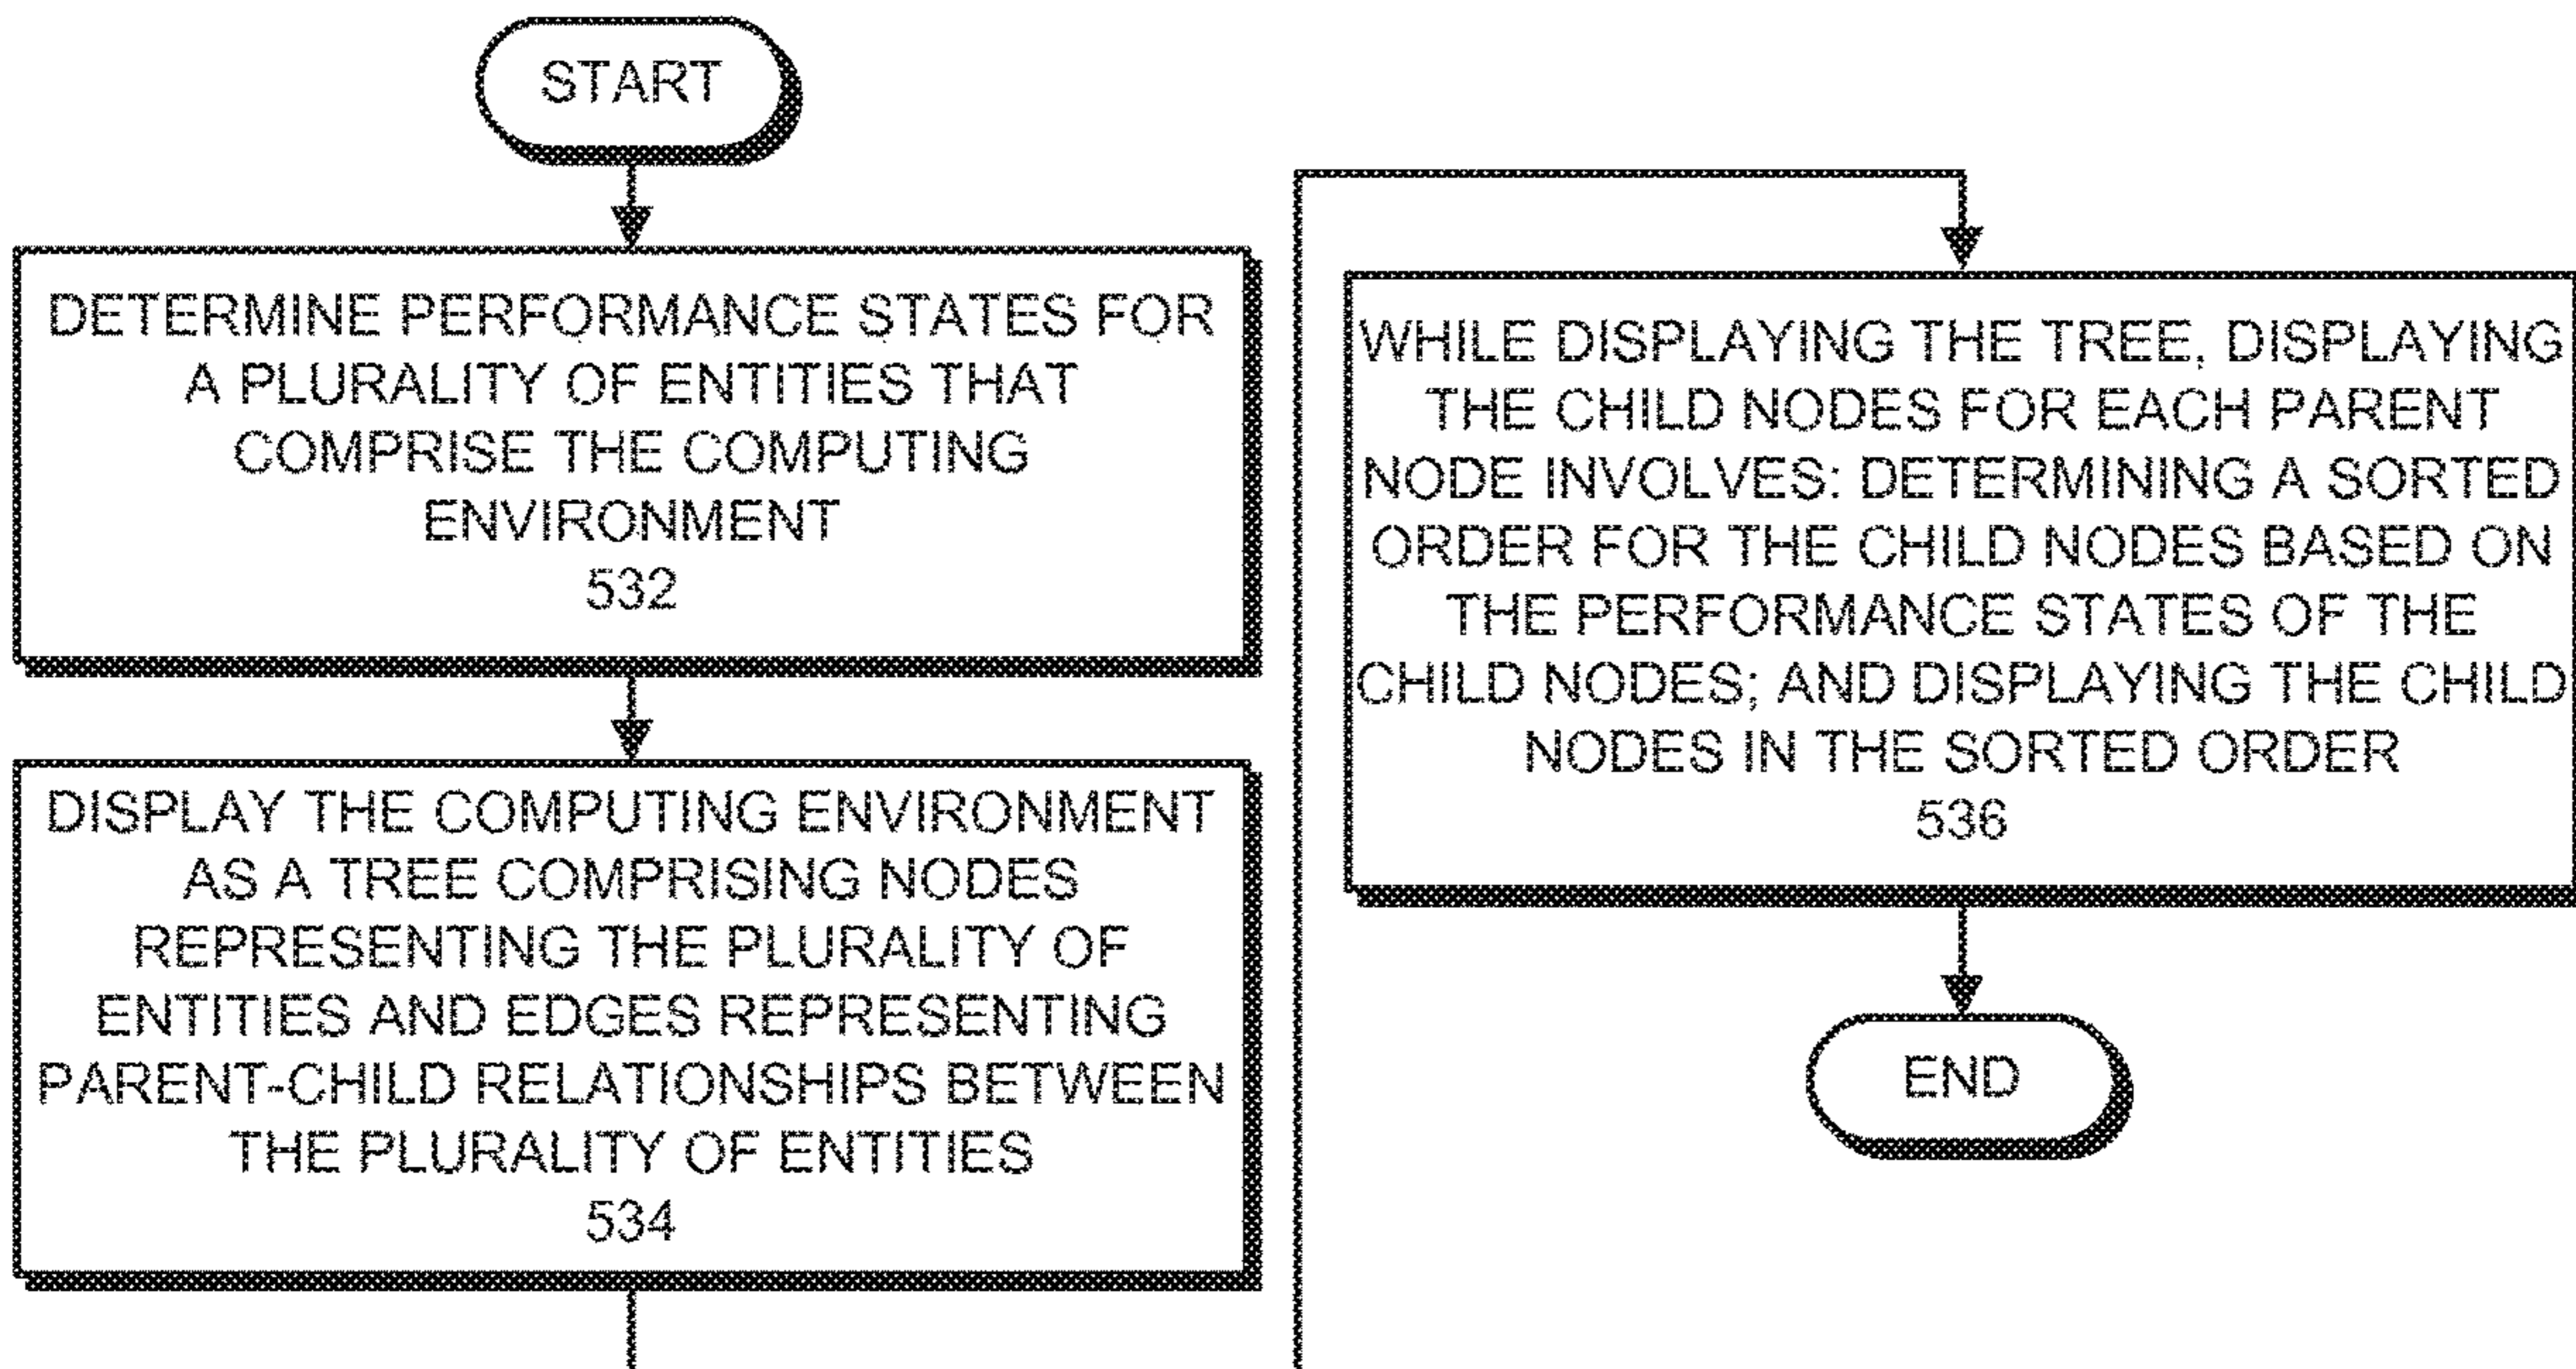 START
DETERMINE PERFORMANCE STATES FOR
A PLURALITY OF ENTITIES THAT
COMPRISE THE COMPUTING
ENVIRONMENT
532
DISPLAY THE COMPUTING ENVIRONMENT
AS A TREE COMPRISING NODES
REPRESENTING THE PLURALITY OF
ENTITIES AND EDGES REPRESENTING
PARENT-CHILD RELATIONSHIPS BETWEEN
THE PLURALITY OF ENTITIES
534
WHILE DISPLAYING THE TREE, DISPLAYING
THE CHILD NODES FOR EACH PARENT
NODE INVOLVES: DETERMINING A SORTED
ORDER FOR THE CHILD NODES BASED ON
THE PERFORMANCE STATES OF THE
CHILD NODES; AND DISPLAYING THE CHILD
NODES IN THE SORTED ORDER
536
END